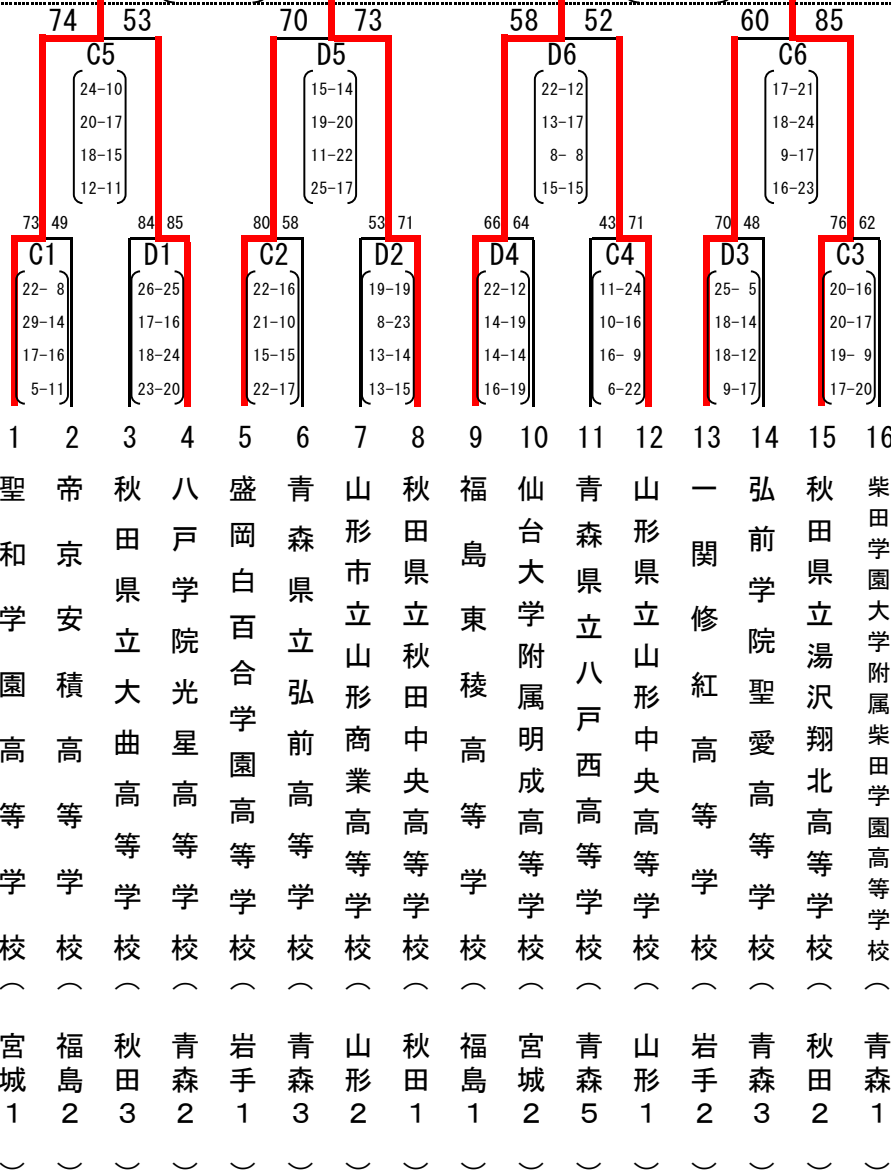 74 53 70 73 58 52 60 85
C5 D5 D6 C6
24-10 15-14 22-12 17-21
20-17 19-20 13-17 18-24
18-15 11-22 8- 8 9-17
12-11 25-17 15-15 16-23
73 49 84 85 80 58 53 71 66 64 43 71 70 48 76 62
C1 D1 C2 D2 D4 C4 D3 C3
22- 8 26-25 22-16 19-19 22-12 11-24 25- 5 20-16
29-14 17-16 21-10 8-23 14-19 10-16 18-14 20-17
17-16 18-24 15-15 13-14 14-14 16- 9 18-12 19- 9
5-11 23-20 22-17 13-15 16-19 6-22 9-17 17-20
1 2 3 4 5 6 7 8 9 10 11 12 13 14 15 16
聖和学園高等学校(宮城1)
帝京安積高等学校(福島2)
秋田県立大曲高等学校(秋田3)
八戸学院光星高等学校(青森2)
盛岡白百合学園高等学校(岩手1)
青森県立弘前高等学校(青森3)
山形市立山形商業高等学校(山形2)
秋田県立秋田中央高等学校(秋田1)
福島東稜高等学校(福島1)
仙台大学附属明成高等学校(宮城2)
青森県立八戸西高等学校(青森5)
山形県立山形中央高等学校(山形1)
一関修紅高等学校(岩手2)
弘前学院聖愛高等学校(青森3)
秋田県立湯沢翔北高等学校(秋田2)
柴田学園大学附属柴田学園高等学校(青森1)